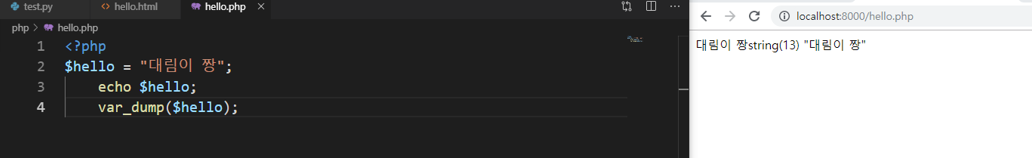 test.py
hello.html
hello.php
php > hello.php
1 <?php
2 $hello = "대림이 짱";
3 echo $hello;
4 var_dump($hello);
localhost:8000/hello.php
대림이 짱string(13) "대림이 짱"